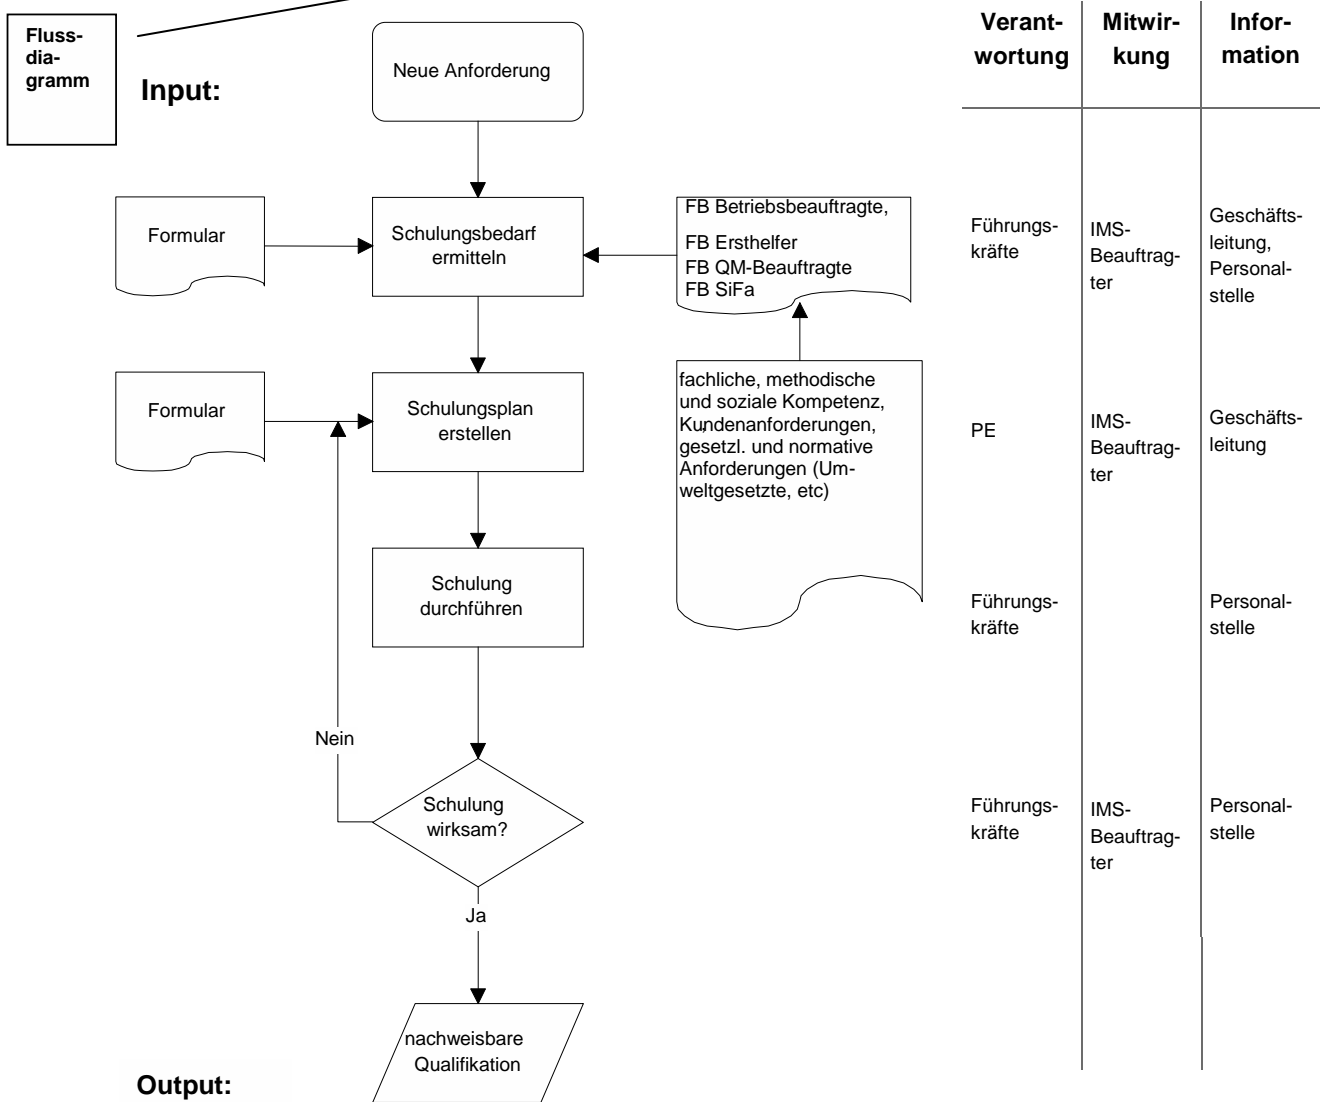 Fluss-
dia-
gramm
Input:
Neue Anforderung
Verant-
wortung
Mitwir-
kung
Infor-
mation
Formular
Schulungsbedarf
ermitteln
FB Betriebsbeauftragte,
FB Ersthelfer
FB QM-Beauftragte
FB SiFa
Führungs-
kräfte
IMS-
Beauftrag-
ter
Geschäfts-
leitung,
Personal-
stelle
Formular
Schulungsplan
erstellen
fachliche, methodische
und soziale Kompetenz,
Kundenanforderungen,
gesetzl. und normative
Anforderungen (Um-
weltgesetzte, etc)
PE
IMS-
Beauftrag-
ter
Geschäfts-
leitung
Schulung
durchführen
Führungs-
kräfte
Personal-
stelle
Nein
Schulung
wirksam?
Führungs-
kräfte
IMS-
Beauftrag-
ter
Personal-
stelle
Ja
nachweisbare
Qualifikation
Output: